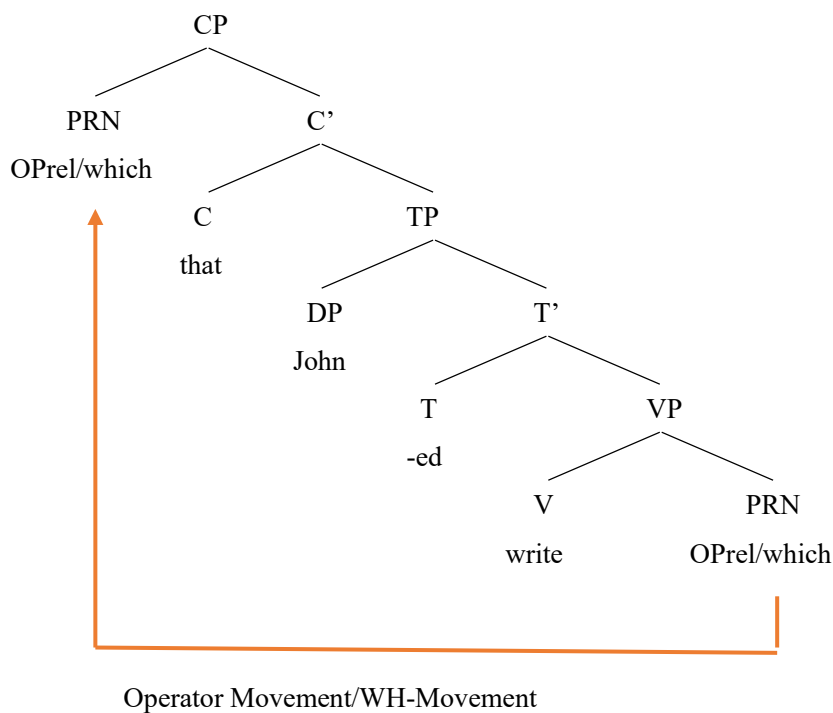 CP
PRN C’
OPrel/which
C TP
that
DP T’
John
T VP
-ed
V PRN
write OPrel/which
Operator Movement/WH-Movement